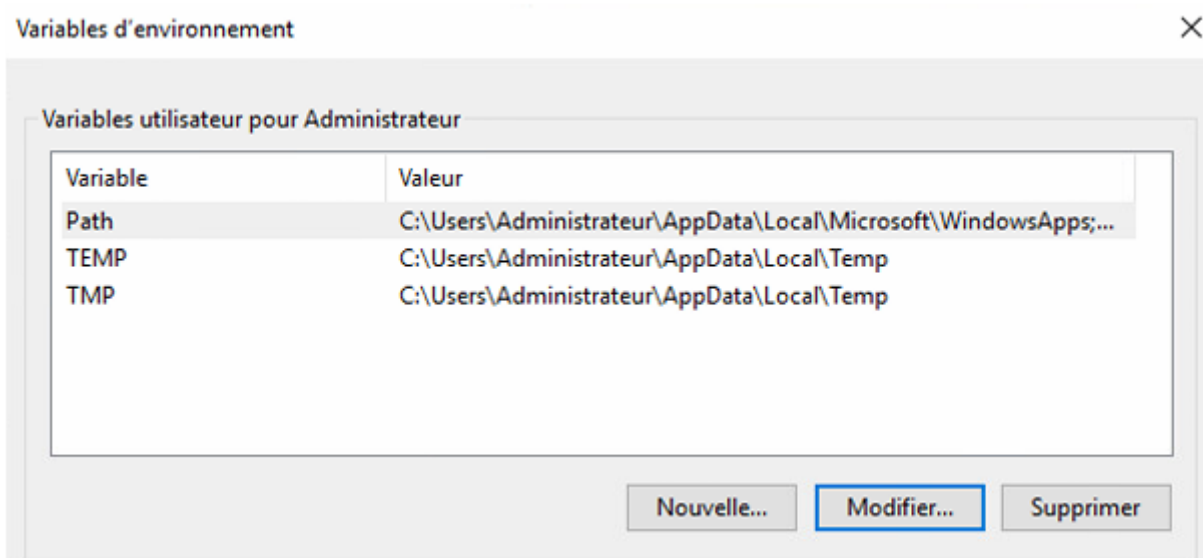 Variables d'environnement
Variables utilisateur pour Administrateur
Variable Valeur
Path C:\Users\Administrateur\AppData\Local\Microsoft\WindowsApps;...
TEMP C:\Users\Administrateur\AppData\Local\Temp
TMP C:\Users\Administrateur\AppData\Local\Temp
Nouvelle... Modifier... Supprimer